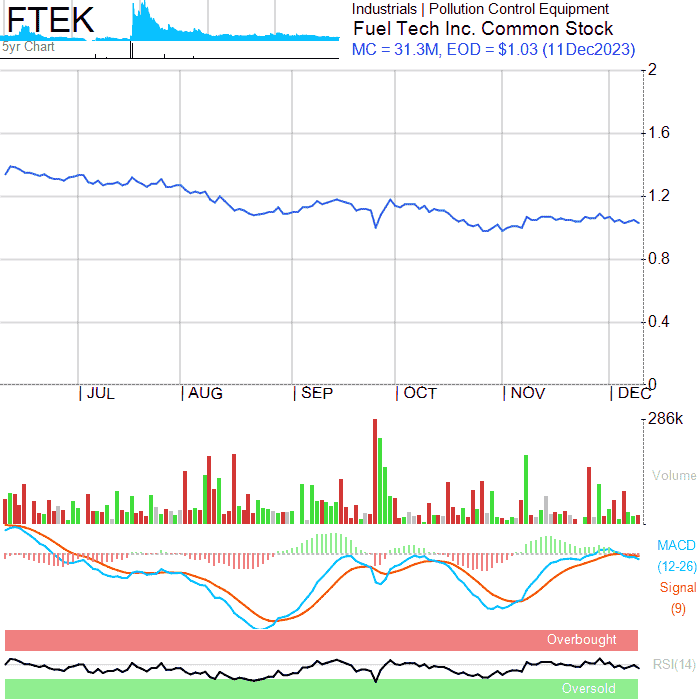 FTEK
5yr Chart
Industrials | Pollution Control Equipment
Fuel Tech Inc. Common Stock
MC = 31.3M, EOD = $1.03 (11Dec2023)
2
1.6
1.2
0.8
0.4
0
JUL AUG SEP OCT NOV DEC
286k
Volume
MACD
(12-26)
Signal
(9)
Overbought
RSI(14)
Oversold